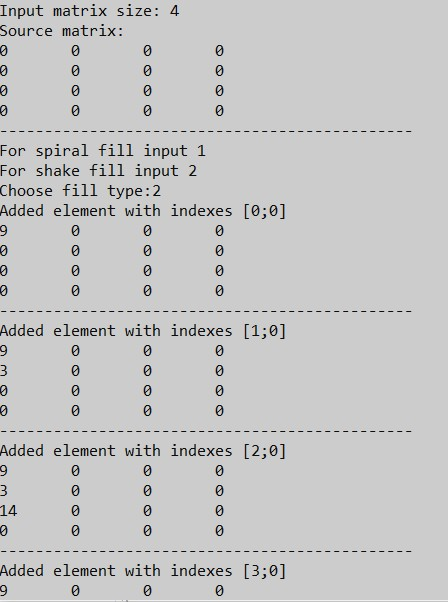 Input matrix size: 4
Source matrix:
0 0 0 0
0 0 0 0
0 0 0 0
0 0 0 0
----------------------------------------------
For spiral fill input 1
For shake fill input 2
Choose fill type:2
Added element with indexes [0;0]
9 0 0 0
0 0 0 0
0 0 0 0
0 0 0 0
----------------------------------------------
Added element with indexes [1;0]
9 0 0 0
3 0 0 0
0 0 0 0
0 0 0 0
----------------------------------------------
Added element with indexes [2;0]
9 0 0 0
3 0 0 0
14 0 0 0
0 0 0 0
----------------------------------------------
Added element with indexes [3;0]
9 0 0 0